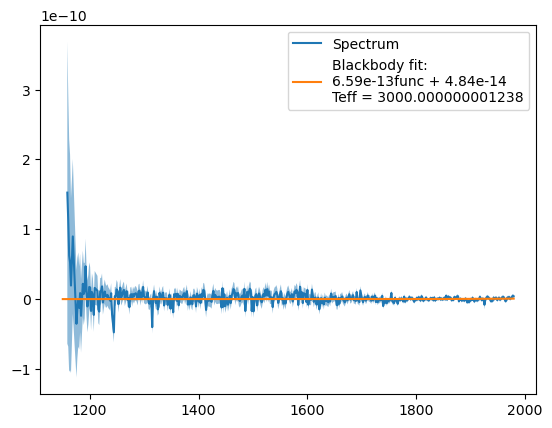 1e−10
Spectrum
Blackbody fit:
6.59e-13func + 4.84e-14
Teff = 3000.000000001238
3
2
1
0
−1
1200
1400
1600
1800
2000